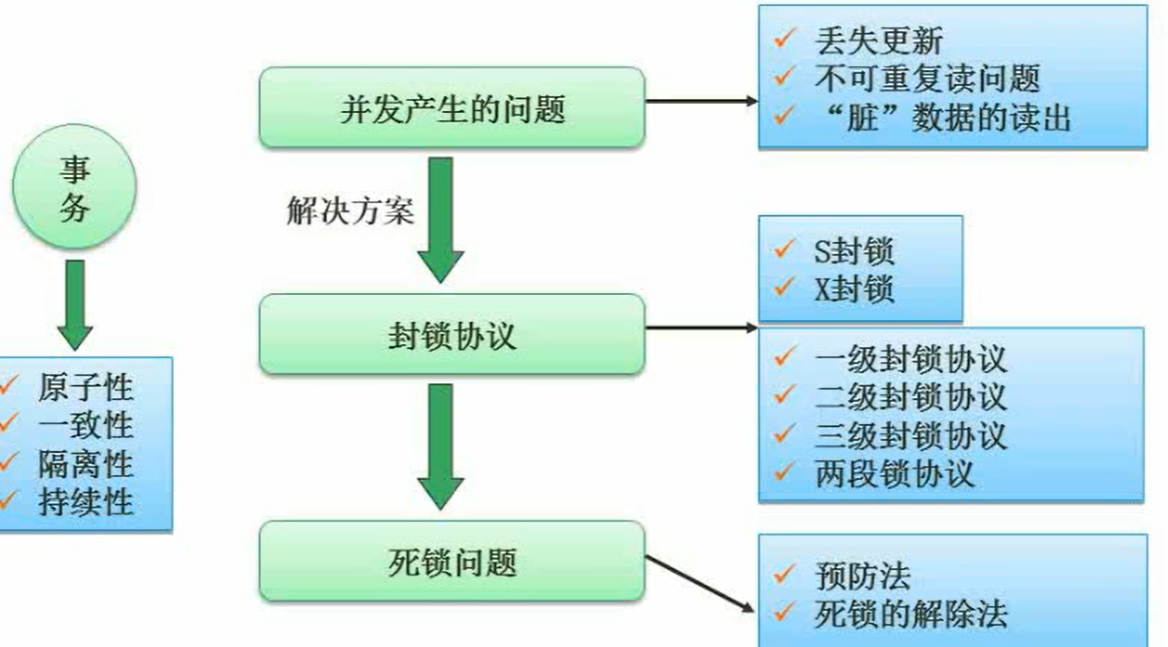 事
务
原子性
一致性
隔离性
持续性
并发产生的问题
丢失更新
不可重复读问题
“脏”数据的读出
解决方案
封锁协议
S封锁
X封锁
一级封锁协议
二级封锁协议
三级封锁协议
两段锁协议
死锁问题
预防法
死锁的解除法